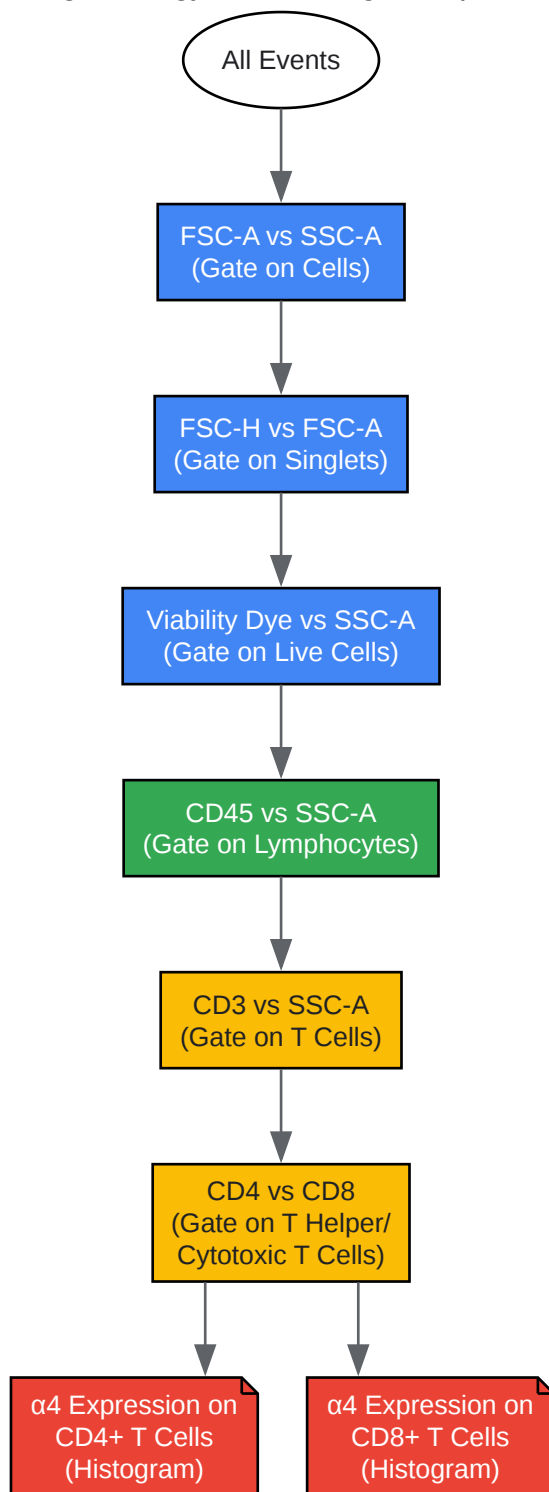 All Events
FSC-A vs SSC-A
(Gate on Cells)
FSC-H vs FSC-A
(Gate on Singlets)
Viability Dye vs SSC-A
(Gate on Live Cells)
CD45 vs SSC-A
(Gate on Lymphocytes)
CD3 vs SSC-A
(Gate on T Cells)
CD4 vs CD8
(Gate on T Helper/
Cytotoxic T Cells)
α4 Expression on
CD4+ T Cells
(Histogram)
α4 Expression on
CD8+ T Cells
(Histogram)